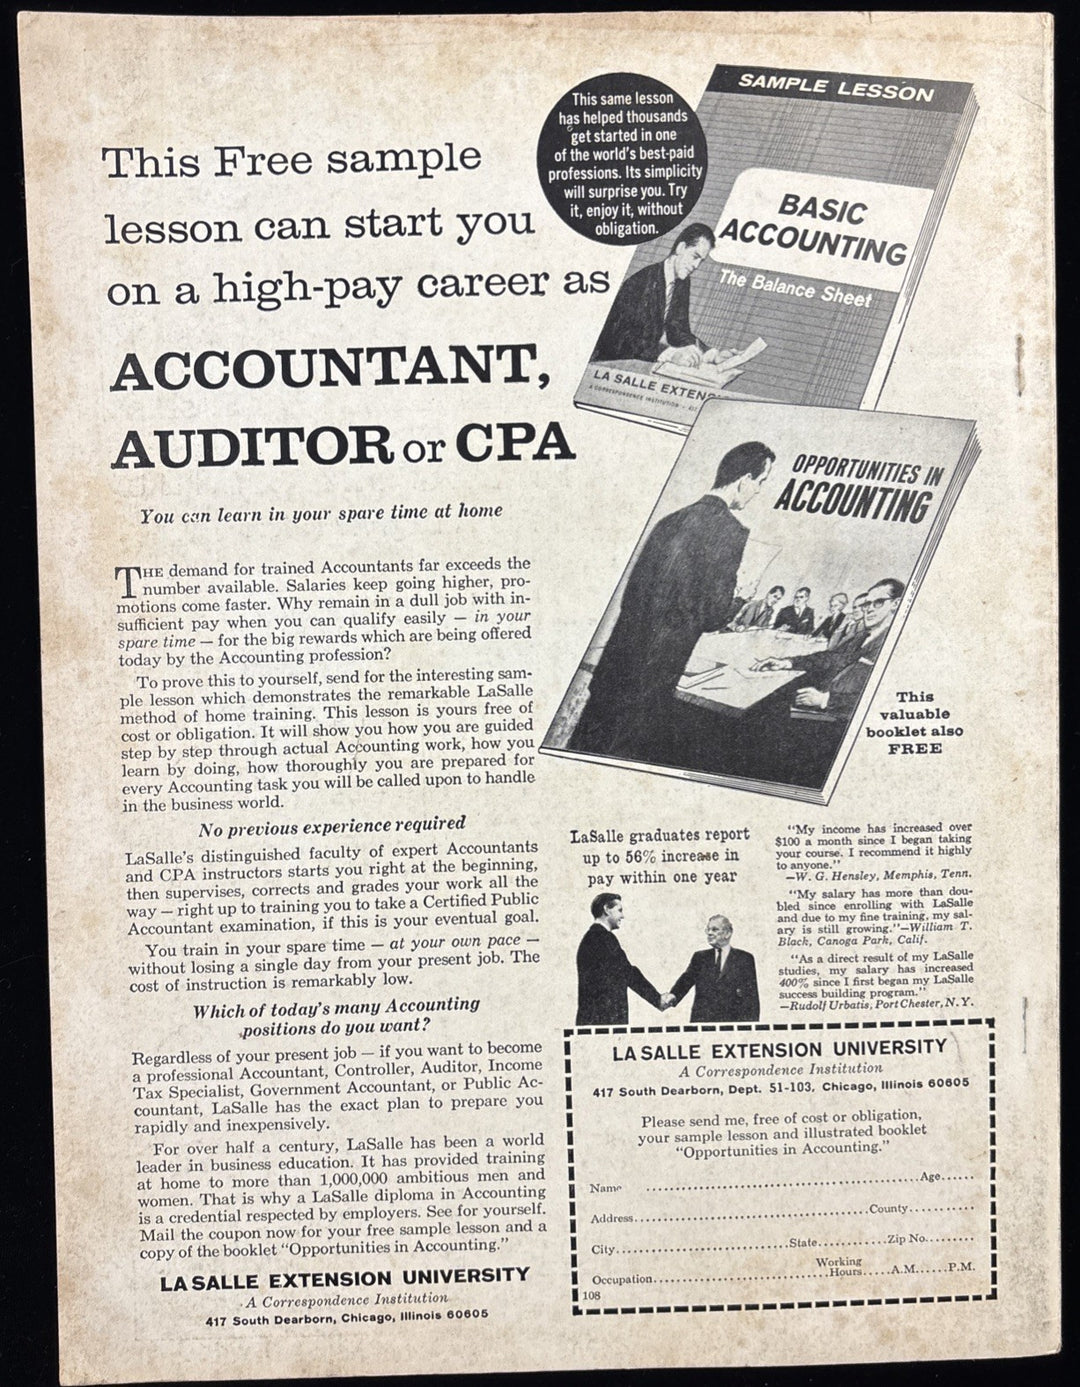 This Free sample
lesson can start you
on a high-pay career as
ACCOUNTANT,
AUDITOR or CPA
You can learn in your spare time at home
This same lesson
has helped thousands
get started in one
of the world's best-paid
professions. Its simplicity
will surprise you. Try
it, enjoy it, without
obligation.
SAMPLE LESSON
BASIC
ACCOUNTING
The Balance Sheet
LA SALLE EXTEN
A CORRESPONDENCE INSTITUTION
OPPORTUNITIES IN
ACCOUNTING
This
valuable
booklet also
FREE
THE demand for trained Accountants far exceeds the
number available. Salaries keep going higher, pro-
motions come faster. Why remain in a dull job with in-
sufficient pay when you can qualify easily — in your
spare time — for the big rewards which are being offered
today by the Accounting profession?
To prove this to yourself, send for the interesting sam-
ple lesson which demonstrates the remarkable LaSalle
method of home training. This lesson is yours free of
cost or obligation. It will show you how you are guided
step by step through actual Accounting work, how you
learn by doing, how thoroughly you are prepared for
every Accounting task you will be called upon to handle
in the business world.
No previous experience required
LaSalle's distinguished faculty of expert Accountants
and CPA instructors starts you right at the beginning,
then supervises, corrects and grades your work all the
way — right up to training you to take a Certified Public
Accountant examination, if this is your eventual goal.
You train in your spare time — at your own pace —
without losing a single day from your present job. The
cost of instruction is remarkably low.
Which of today's many Accounting
positions do you want?
Regardless of your present job — if you want to become
a professional Accountant, Controller, Auditor, Income
Tax Specialist, Government Accountant, or Public Ac-
countant, LaSalle has the exact plan to prepare you
rapidly and inexpensively.
For over half a century, LaSalle has been a world
leader in business education. It has provided training
at home to more than 1,000,000 ambitious men and
women. That is why a LaSalle diploma in Accounting
is a credential respected by employers. See for yourself.
Mail the coupon now for your free sample lesson and a
copy of the booklet "Opportunities in Accounting."
LA SALLE EXTENSION UNIVERSITY
A Correspondence Institution
417 South Dearborn, Chicago, Illinois 60605
LaSalle graduates report
up to 56% increase in
pay within one year
"My income has increased over
$100 a month since I began taking
your course. I recommend it highly
to anyone."
—W. G. Hensley, Memphis, Tenn.
"My salary has more than dou-
bled since enrolling with LaSalle
and due to my fine training, my sal-
ary is still growing."—William T.
Black, Canoga Park, Calif.
"As a direct result of my LaSalle
studies, my salary has increased
400% since I first began my LaSalle
success building program."
—Rudolf Urbatis, Port Chester, N. Y.
LA SALLE EXTENSION UNIVERSITY
A Correspondence Institution
417 South Dearborn, Dept. 51-103, Chicago, Illinois 60605
Please send me, free of cost or obligation,
your sample lesson and illustrated booklet
"Opportunities in Accounting."
Name..............................Age......
Address..............................County..........
City..............................State............Zip No.........
Occupation..............................Working Hours.....A.M......P.M.
108